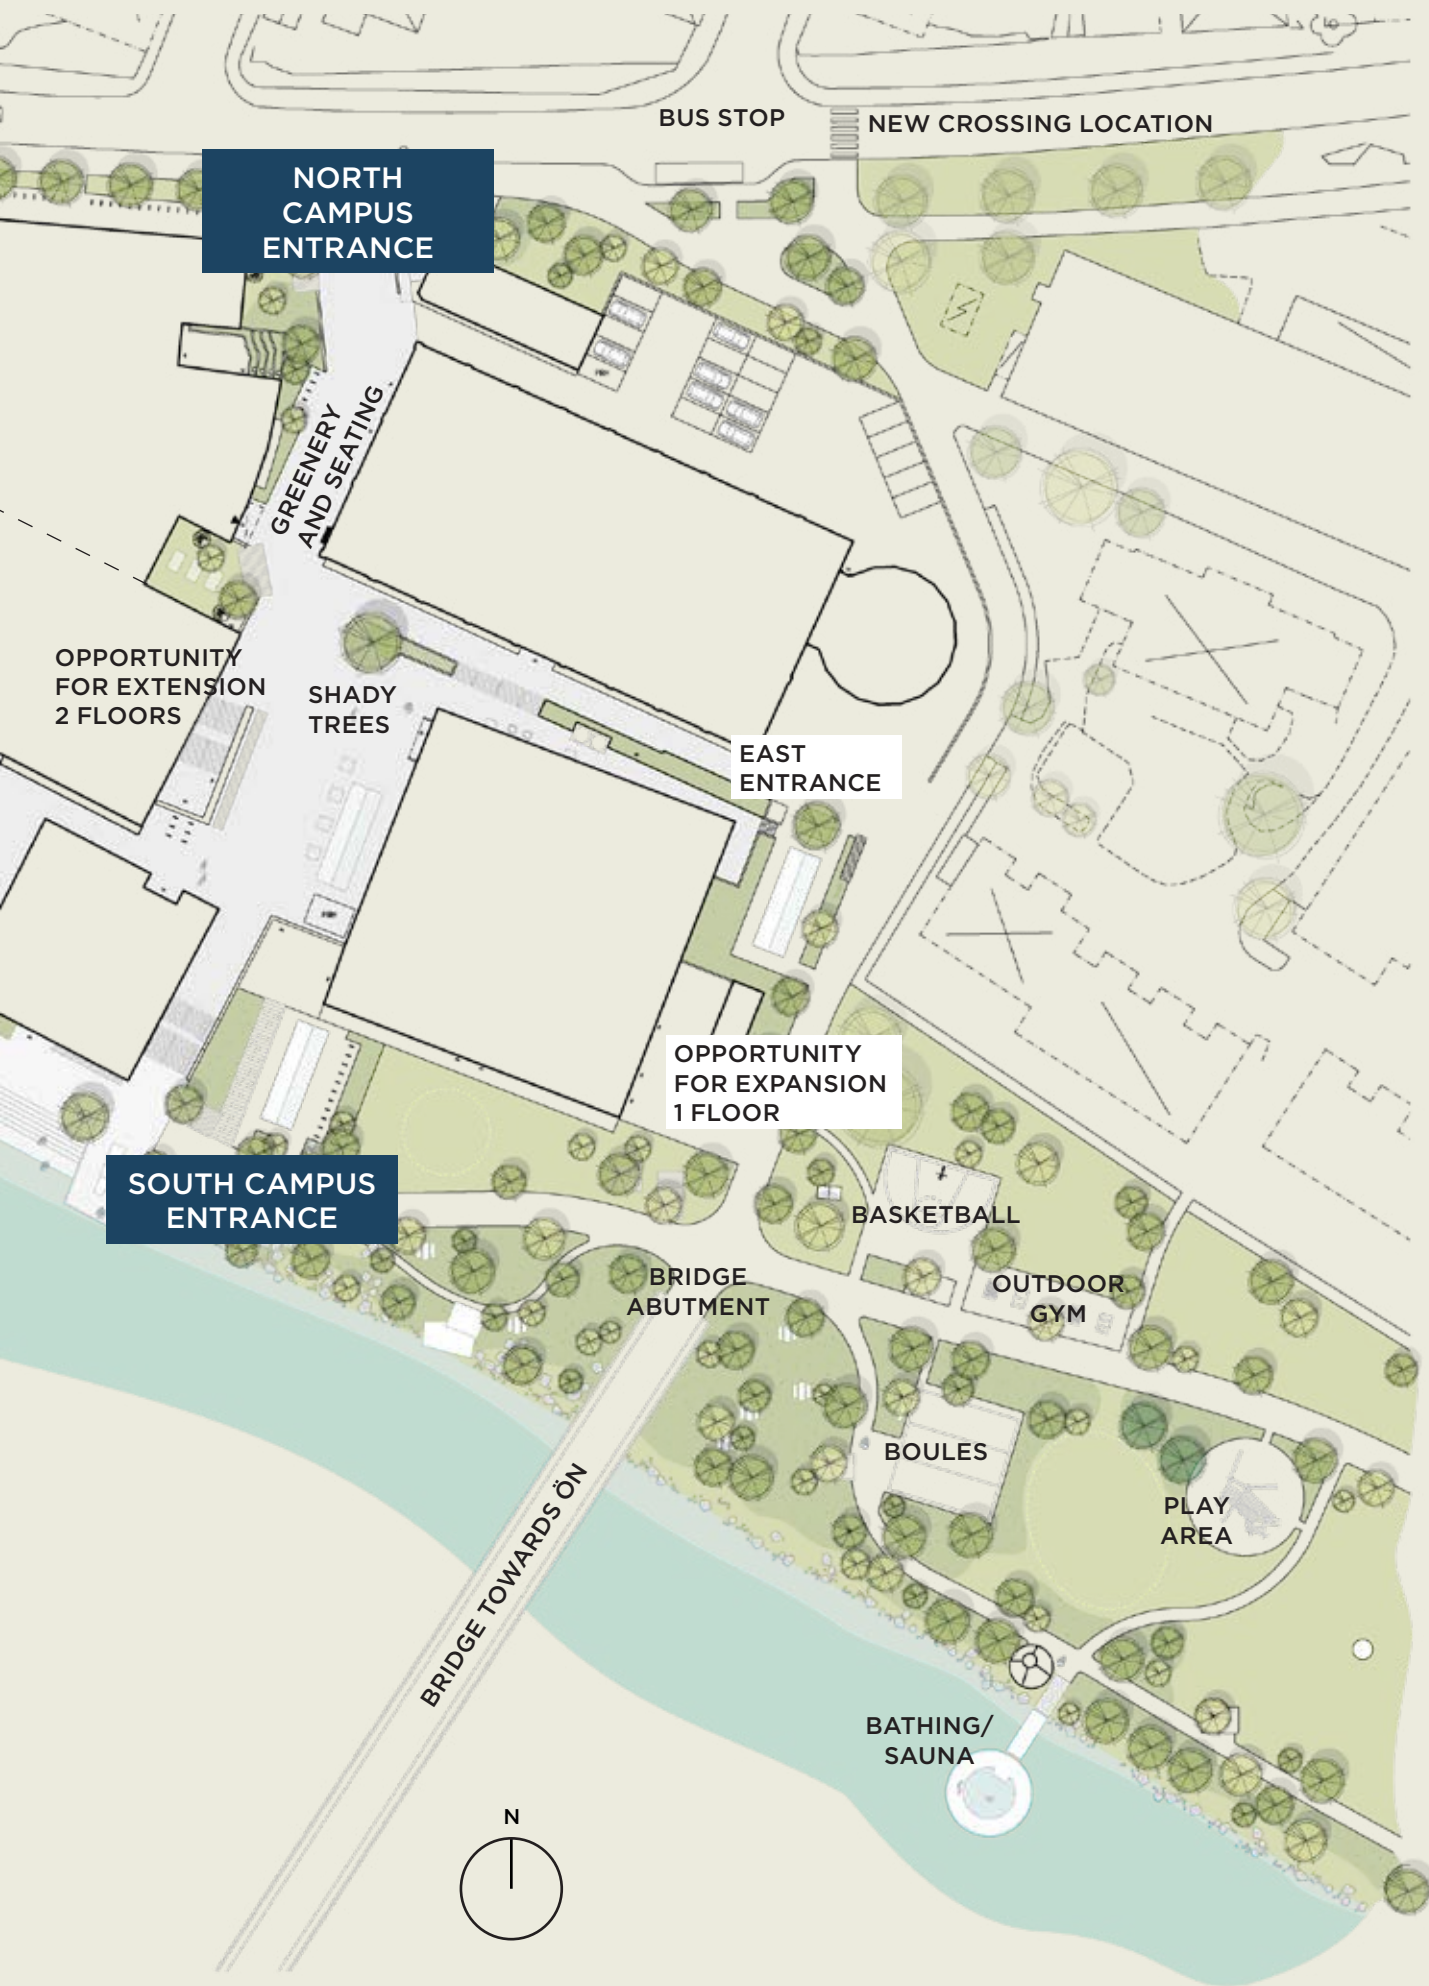 BUS STOP
NEW CROSSING LOCATION
NORTH
CAMPUS
ENTRANCE
GREENERY
AND SEATING
OPPORTUNITY
FOR EXTENSION
2 FLOORS
SHADY
TREES
EAST
ENTRANCE
OPPORTUNITY
FOR EXPANSION
1 FLOOR
SOUTH CAMPUS
ENTRANCE
BASKETBALL
BRIDGE
ABUTMENT
OUTDOOR
GYM
BOULES
PLAY
AREA
BRIDGE TOWARDS ÖN
BATHING/
SAUNA
N